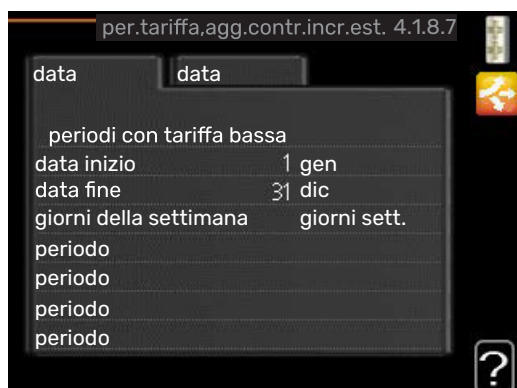 per.tariffa,agg.contr.incr.est. 4.1.8.7
data data
periodi con tariffa bassa
data inizio 1 gen
data fine 31 dic
giorni della settimana giorni sett.
periodo
periodo
periodo
periodo
?